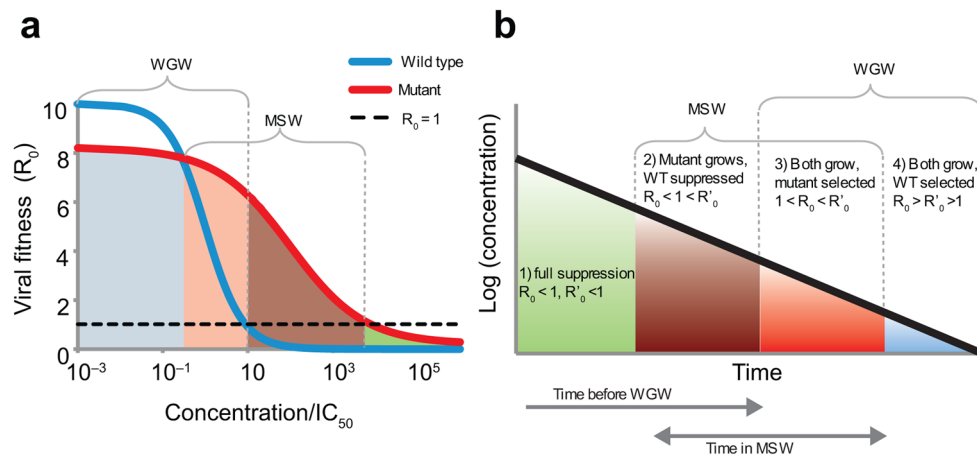 a
WGW
MSW
Wild type
Mutant
R₀ = 1
Viral fitness (R₀)
10
8
6
4
2
0
10⁻³
10⁻¹
10
10³
10⁵
Concentration/IC₅₀
b
WGW
MSW
Log (concentration)
1) full suppression
R₀ < 1, R'₀ <1
2) Mutant grows,
WT suppressed
R₀ < 1 < R'₀
3) Both grow,
mutant selected
1 < R₀ < R'₀
4) Both grow,
WT selected
R₀ > R'₀ >1
Time
Time before WGW
Time in MSW